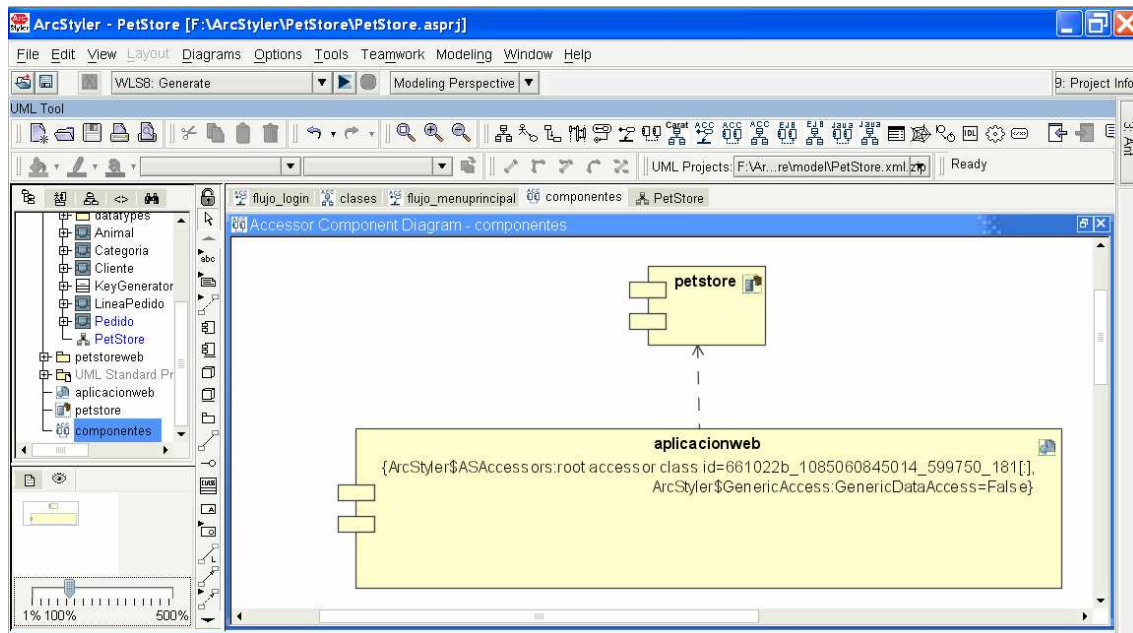 ArcStyler - PetStore [F:\ArcStyler\PetStore\PetStore.asprj]
File Edit View Layout Diagrams Options Tools Teamwork Modeling Window Help
WLS8: Generate Modeling Perspective 9: Project Info
UML Tool
UML Projects: F:\Ar...re\model\PetStore.xml.zip Ready
3: Ant
flujo_login clases flujo_menuprincipal componentes PetStore
Accessor Component Diagram - componentes
datatypes
Animal
Categoria
Cliente
KeyGenerator
LineaPedido
Pedido
PetStore
petstoreweb
UML Standard Pr
aplicacionweb
petstore
componentes
abc
petstore
aplicacionweb
{ArcStyler$ASAccessors:root accessor class id=661022b_1085060845014_599750_181[:],
ArcStyler$GenericAccess:GenericDataAccess=False}
1% 100% 500%